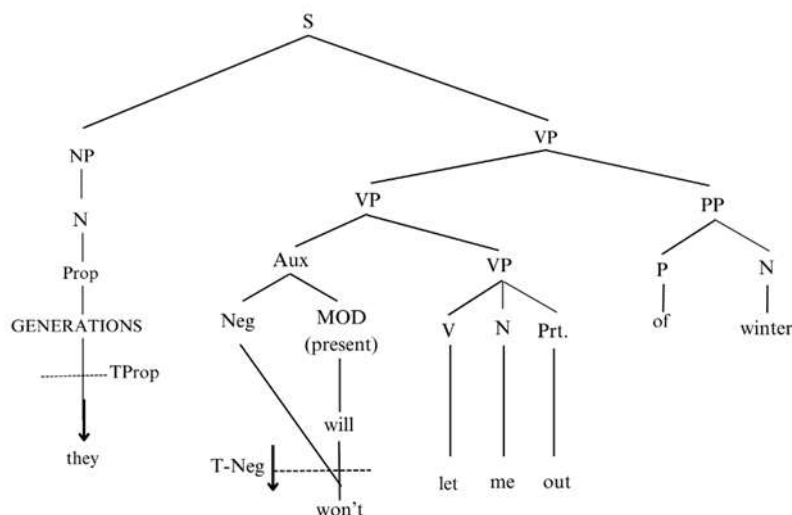 S
NP VP
VP PP
N
Aux VP P N
Prop
GENERATIONS Neg MOD V N Prt. of winter
(present)
TProp
will
they T-Neg let me out
won't